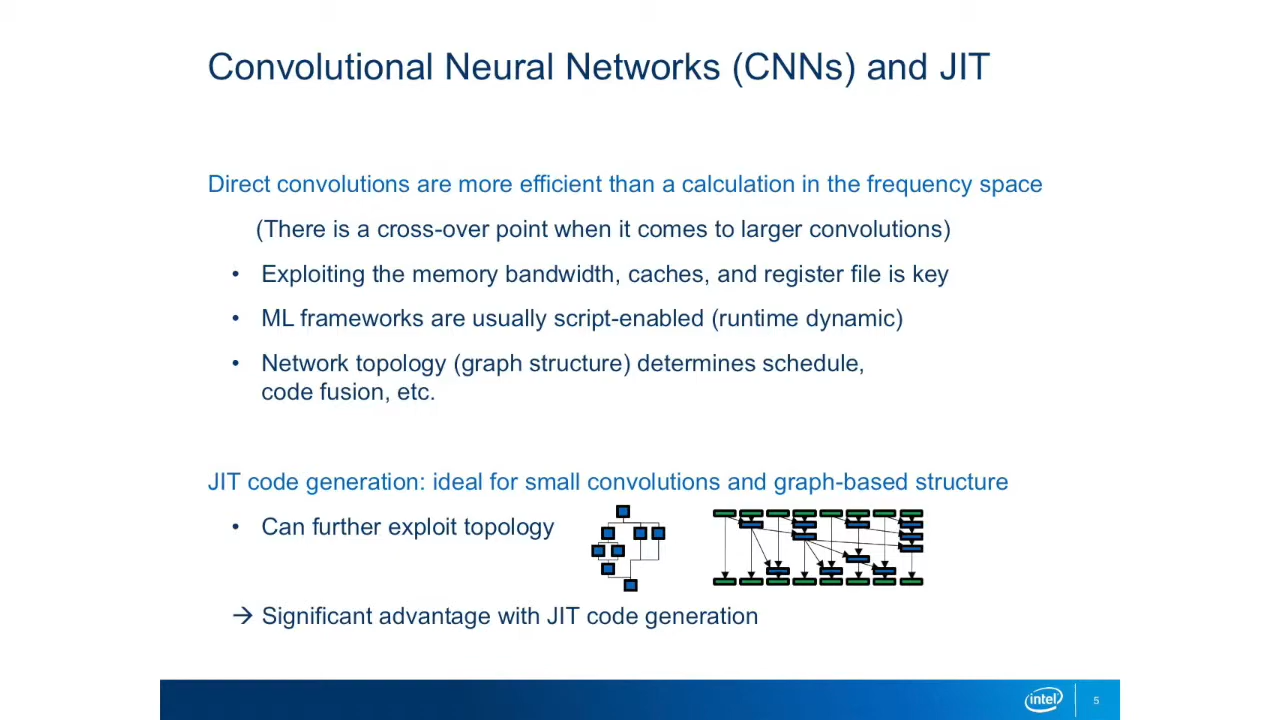 Convolutional Neural Networks (CNNs) and JIT
Direct convolutions are more efficient than a calculation in the frequency space
(There is a cross-over point when it comes to larger convolutions)
• Exploiting the memory bandwidth, caches, and register file is key
• ML frameworks are usually script-enabled (runtime dynamic)
• Network topology (graph structure) determines schedule,
code fusion, etc.
JIT code generation: ideal for small convolutions and graph-based structure
• Can further exploit topology
→ Significant advantage with JIT code generation
intel
5